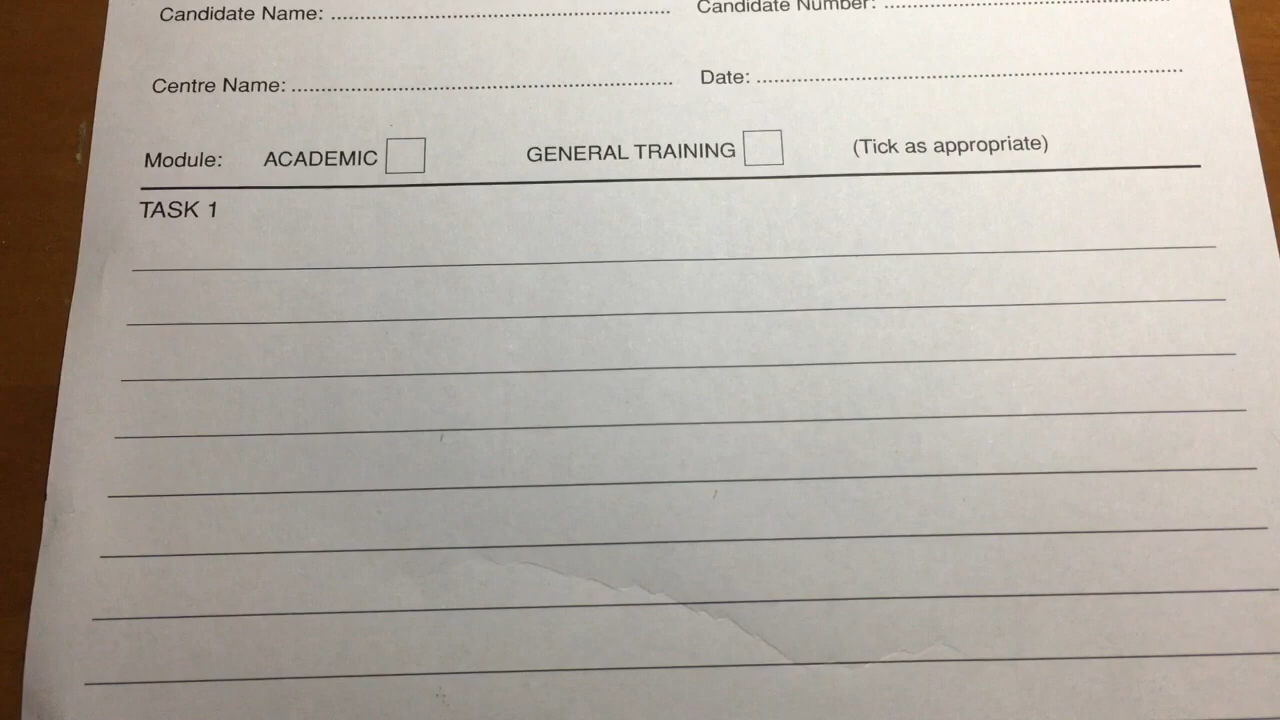 Candidate Name: ........................................................ Candidate Number: ................................................
Centre Name: ................................................................ Date: ........................................................................
Module: ACADEMIC GENERAL TRAINING (Tick as appropriate)
TASK 1